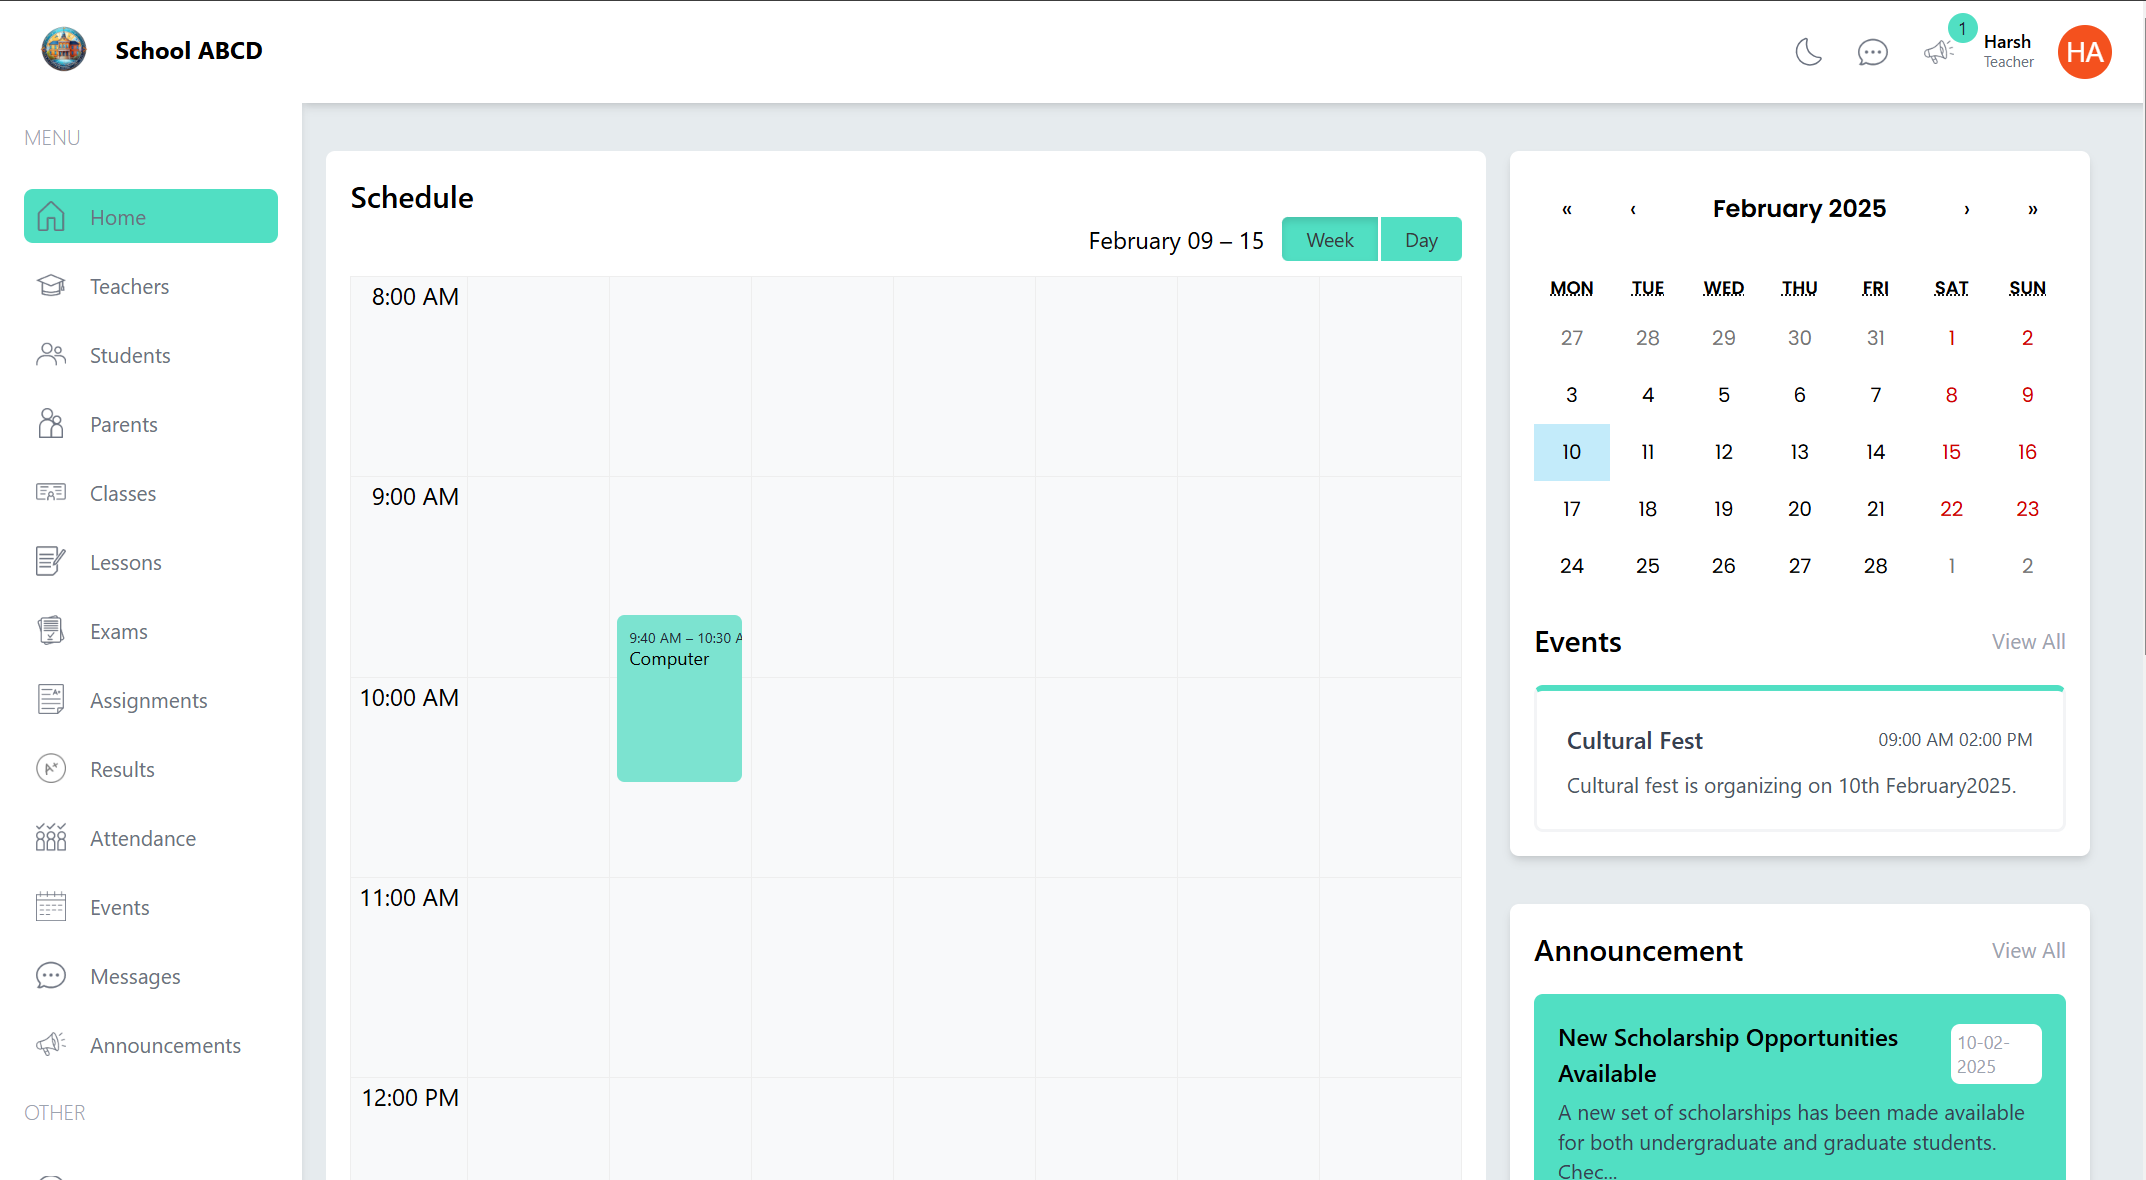 School ABCD
1
Harsh
Teacher
HA
MENU
Home
Teachers
Students
Parents
Classes
Lessons
Exams
Assignments
Results
Attendance
Events
Messages
Announcements
OTHER
Schedule
February 09 – 15
Week
Day
8:00 AM
9:00 AM
9:40 AM – 10:30 A
Computer
10:00 AM
11:00 AM
12:00 PM
« ‹ February 2025 › »
MON TUE WED THU FRI SAT SUN
27 28 29 30 31 1 2
3 4 5 6 7 8 9
10 11 12 13 14 15 16
17 18 19 20 21 22 23
24 25 26 27 28 1 2
Events
View All
Cultural Fest
09:00 AM 02:00 PM
Cultural fest is organizing on 10th February2025.
Announcement
View All
New Scholarship Opportunities
Available
10-02-
2025
A new set of scholarships has been made available
for both undergraduate and graduate students.
Chec...